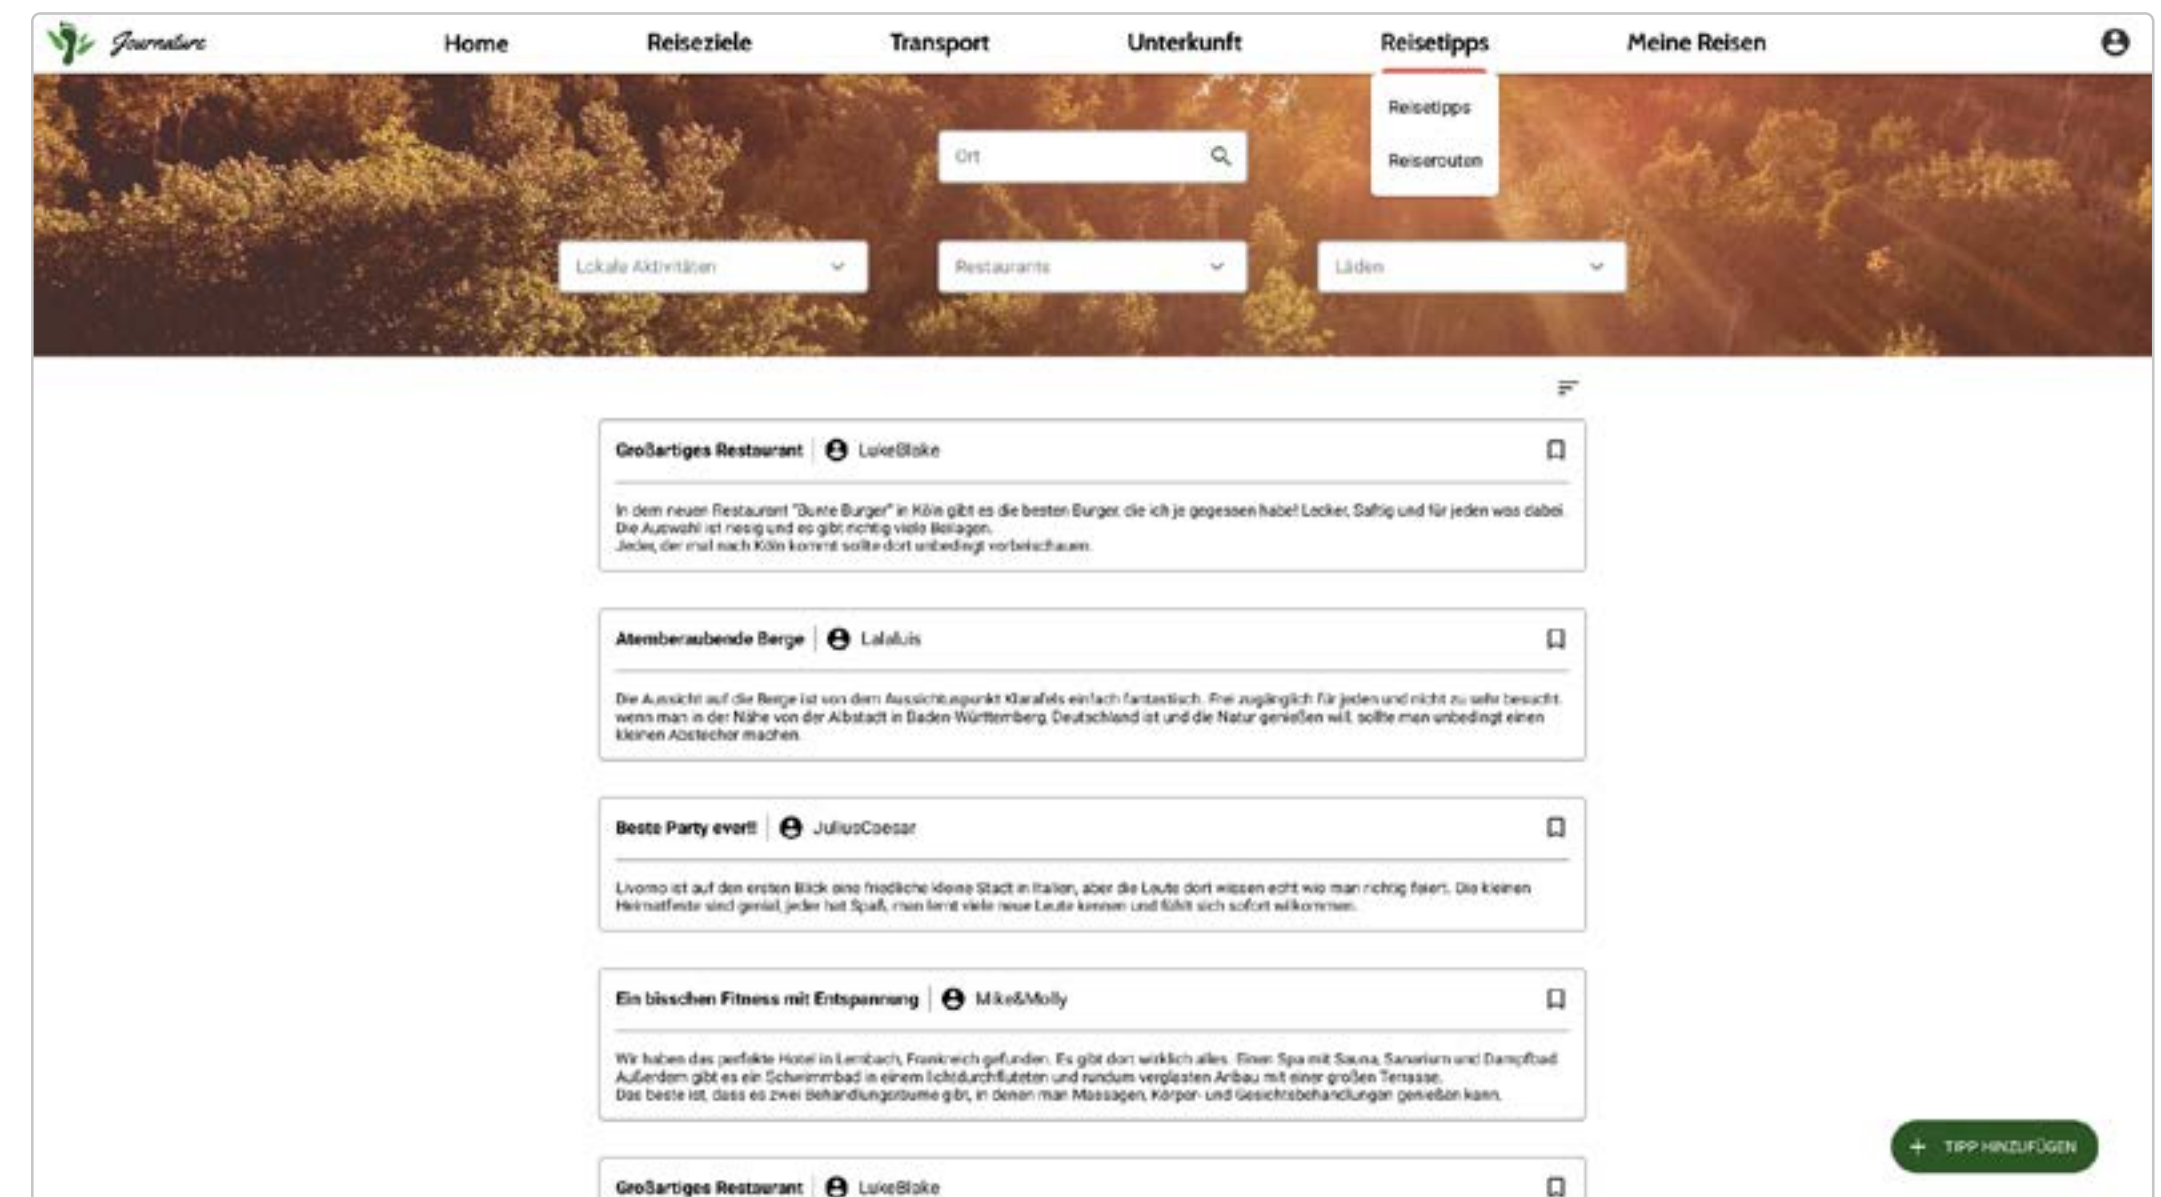 Journature
Home
Reiseziele
Transport
Unterkunft
Reisetipps
Meine Reisen
Reisetipps
Reiserouten
Ort
Lokale Aktivitäten
Restaurants
Läden
Großartiges Restaurant
LukeBlake
In dem neuen Restaurant "Bunte Burger" in Köln gibt es die besten Burger, die ich je gegessen habe! Lecker, Saftig und für jeden was dabei.
Die Auswahl ist riesig und es gibt richtig viele Beilagen.
Jeder, der mal nach Köln kommt sollte dort unbedingt vorbeischauen.
Atemberaubende Berge
Lalaluis
Die Aussicht auf die Berge ist von dem Aussichtuspunkt Klarafels einfach fantastisch. Frei zugänglich für jeden und nicht zu sehr besucht.
wenn man in der Nähe von der Albstadt in Baden-Württemberg, Deutschland ist und die Natur genießen will, sollte man unbedingt einen
kleinen Abstecher machen.
Beste Party ever!!
JuliusCaesar
Livorno ist auf den ersten Blick eine friedliche kleine Stadt in Italien, aber die Leute dort wissen echt wie man richtig feiert. Die kleinen
Heimatfeste sind genial, jeder hat Spaß, man lernt viele neue Leute kennen und fühlt sich sofort wilkommen.
Ein bisschen Fitness mit Entspannung
Mike&Molly
Wir haben das perfekte Hotel in Lembach, Frankreich gefunden. Es gibt dort wirklich alles. Einen Spa mit Sauna, Sanarium und Dampfbad.
Außerdem gibt es ein Schwimmbad in einem lichtdurchfluteten und rundum verglasten Anbau mit einer großen Terrasse.
Das beste ist, dass es zwei Behandlungsräume gibt, in denen man Massagen, Körper- und Gesichtsbehandlungen genießen kann.
TIPP HINZUFÜGEN
Großartiges Restaurant
LukeBlake